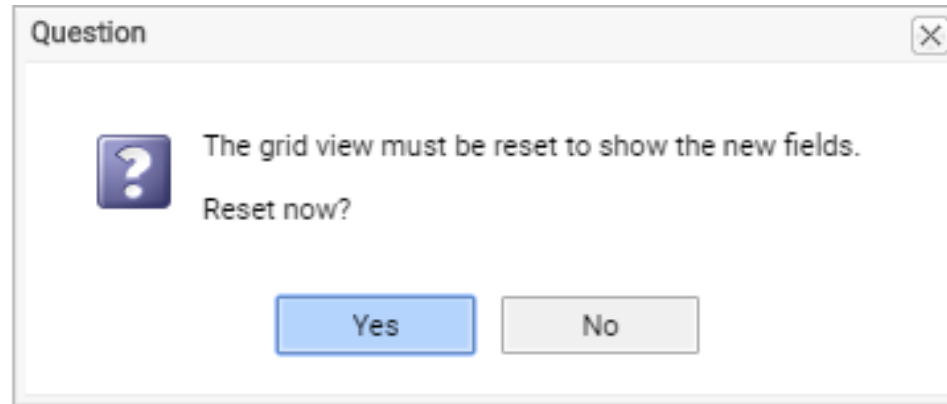 Question
The grid view must be reset to show the new fields.
Reset now?
Yes
No